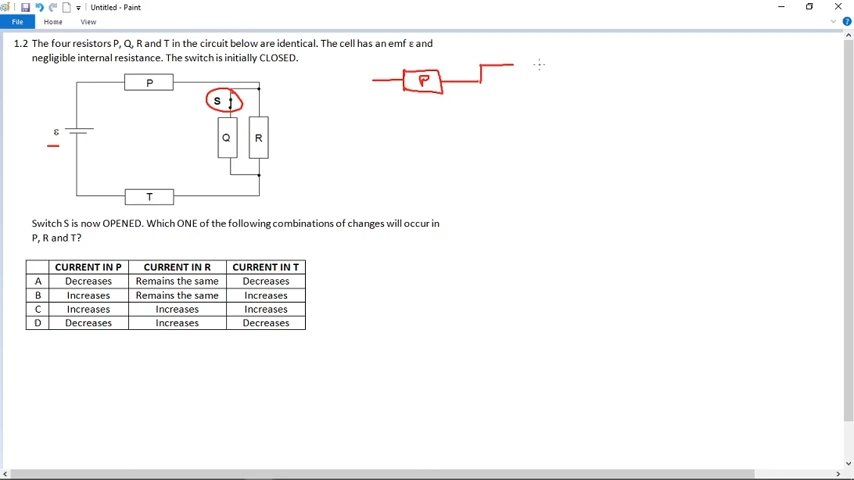 Untitled - Paint
File Home View
1.2 The four resistors P, Q, R and T in the circuit below are identical. The cell has an emf ε and
negligible internal resistance. The switch is initially CLOSED.
P
P
S
ε
Q
R
T
Switch S is now OPENED. Which ONE of the following combinations of changes will occur in
P, R and T?
CURRENT IN P CURRENT IN R CURRENT IN T
A Decreases Remains the same Decreases
B Increases Remains the same Increases
C Increases Increases Increases
D Decreases Increases Decreases